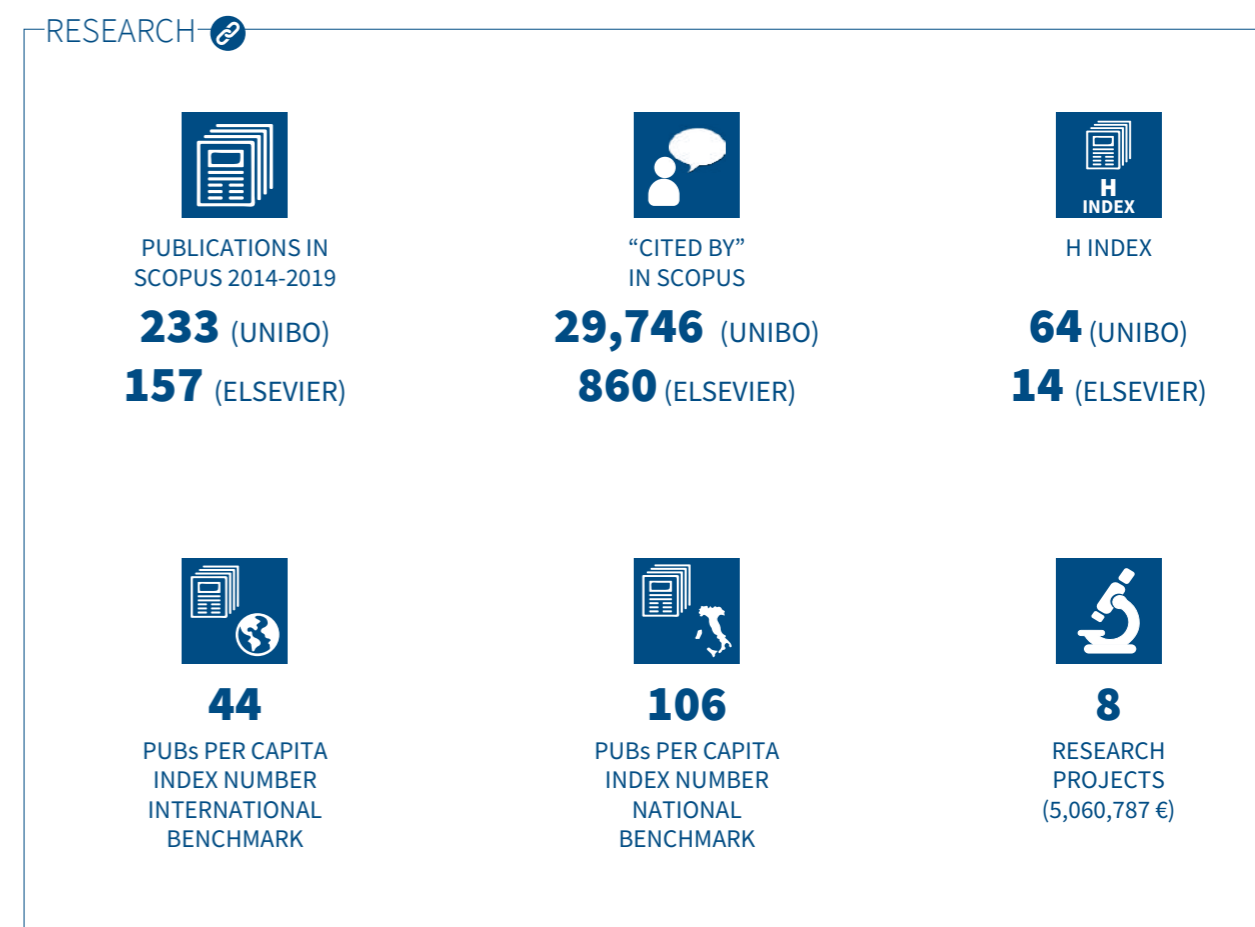 RESEARCH
PUBLICATIONS IN
SCOPUS 2014-2019
233 (UNIBO)
157 (ELSEVIER)
“CITED BY”
IN SCOPUS
29,746 (UNIBO)
860 (ELSEVIER)
H
INDEX
H INDEX
64 (UNIBO)
14 (ELSEVIER)
44
PUBs PER CAPITA
INDEX NUMBER
INTERNATIONAL
BENCHMARK
106
PUBs PER CAPITA
INDEX NUMBER
NATIONAL
BENCHMARK
8
RESEARCH
PROJECTS
(5,060,787 €)